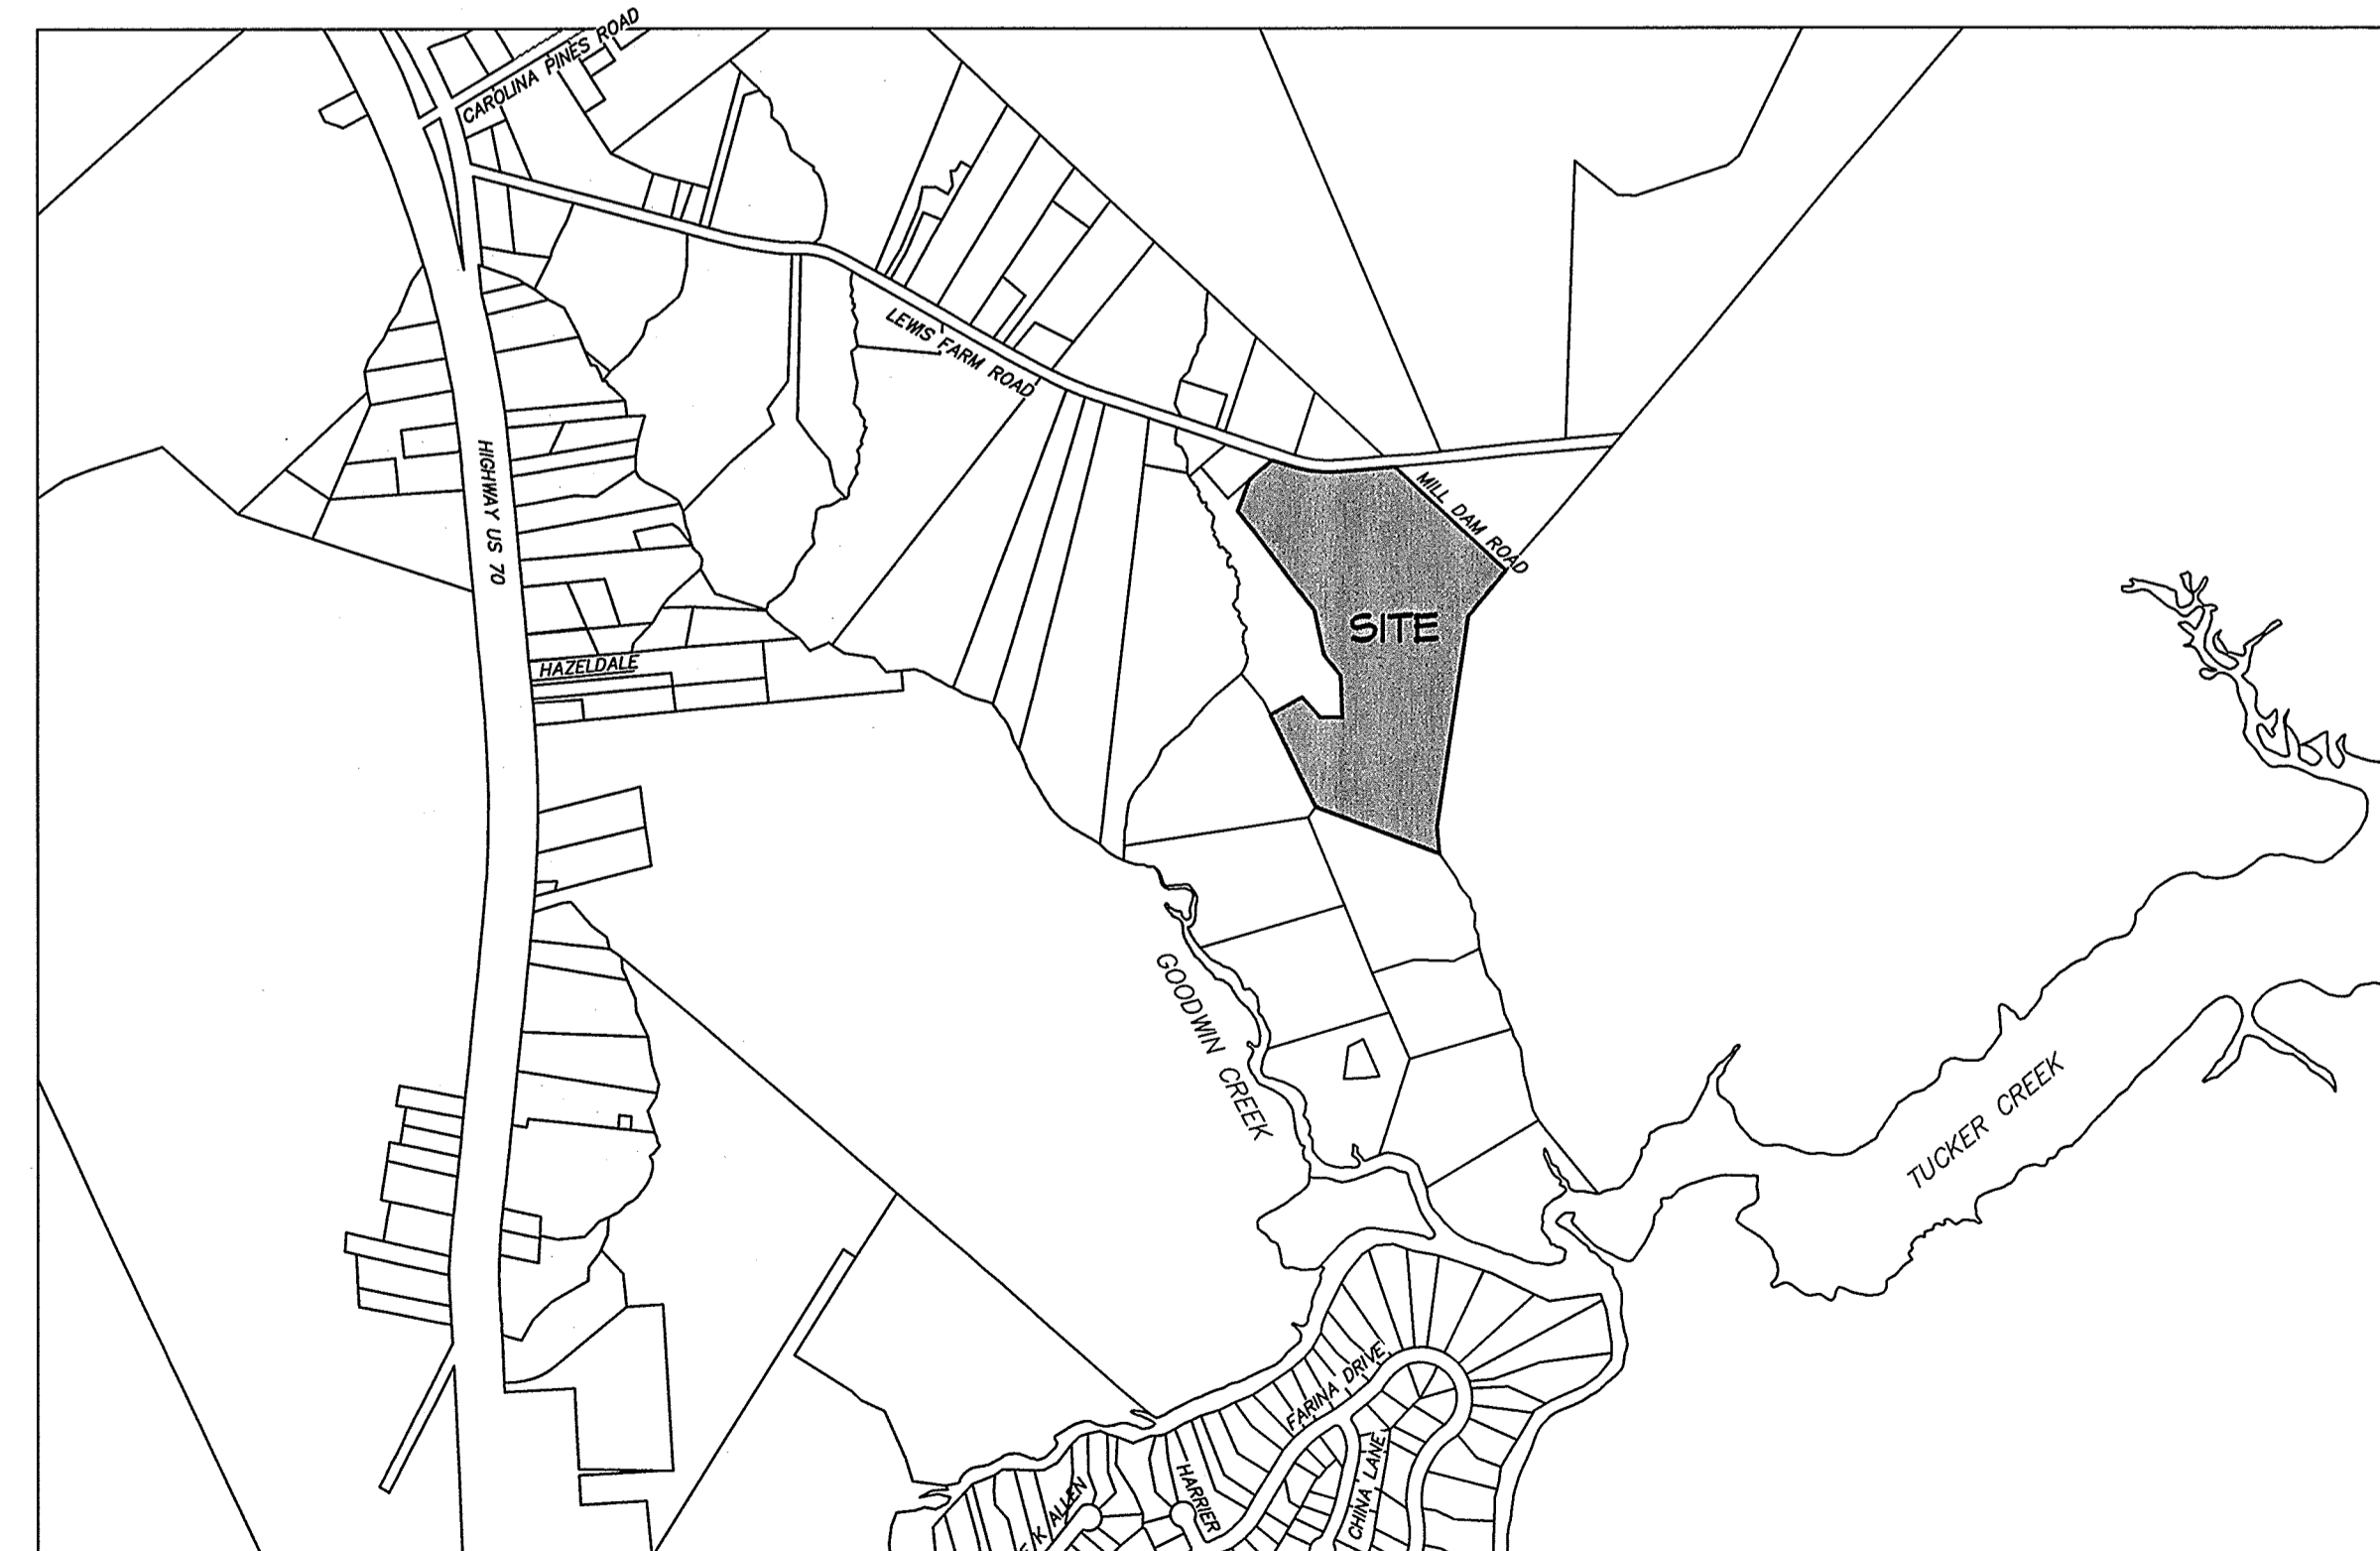 CAROLINA PINES ROAD
LEWIS FARM ROAD
HIGHWAY US 70
MILL DAM ROAD
SITE
HAZELDALE
GOODWIN CREEK
TUCKER CREEK
FARINA DRIVE
CHINA LANE
HARRIER
ALLEN